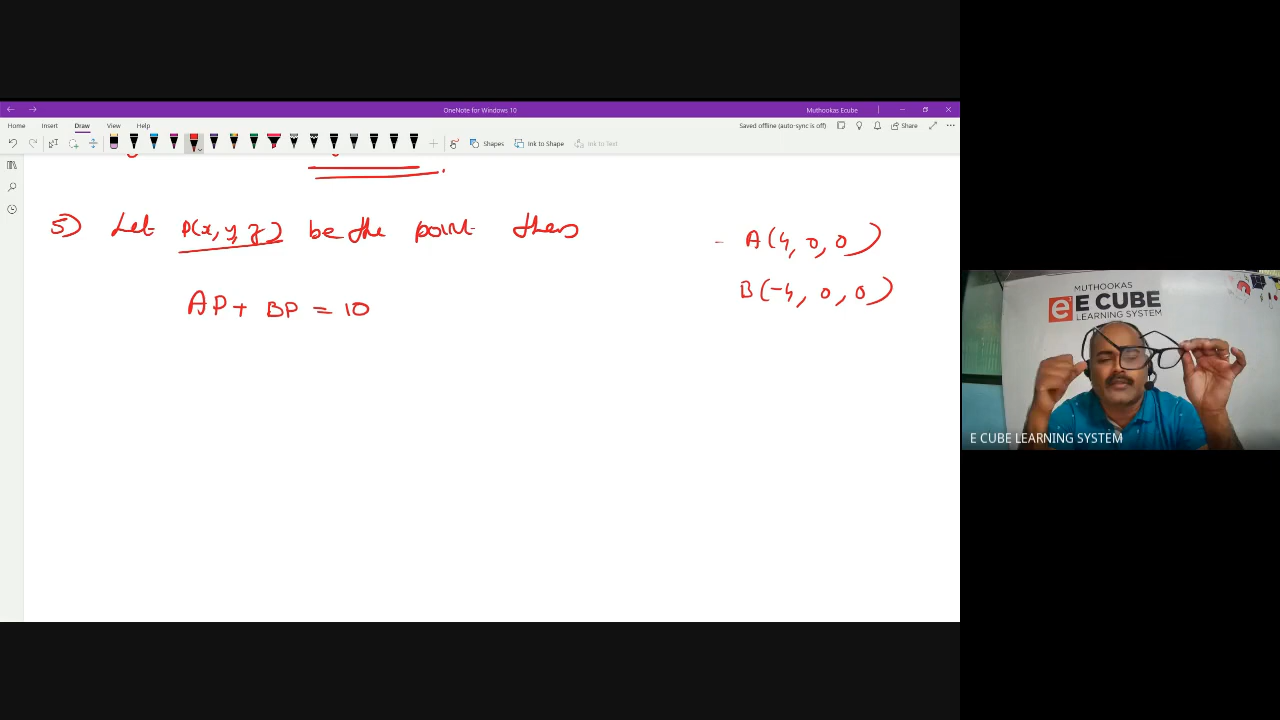 OneNote for Windows 10
Muthookas Ecube
Home Insert Draw View Help
Saved offline (auto-sync is off)
Share
Shapes
Ink to Shape
Ink to Text
5) Let P(x, y, z) be the point then
A(4, 0, 0)
B(-4, 0, 0)
AP + BP = 10
MUTHOOKAS
e E CUBE
LEARNING SYSTEM
E CUBE LEARNING SYSTEM